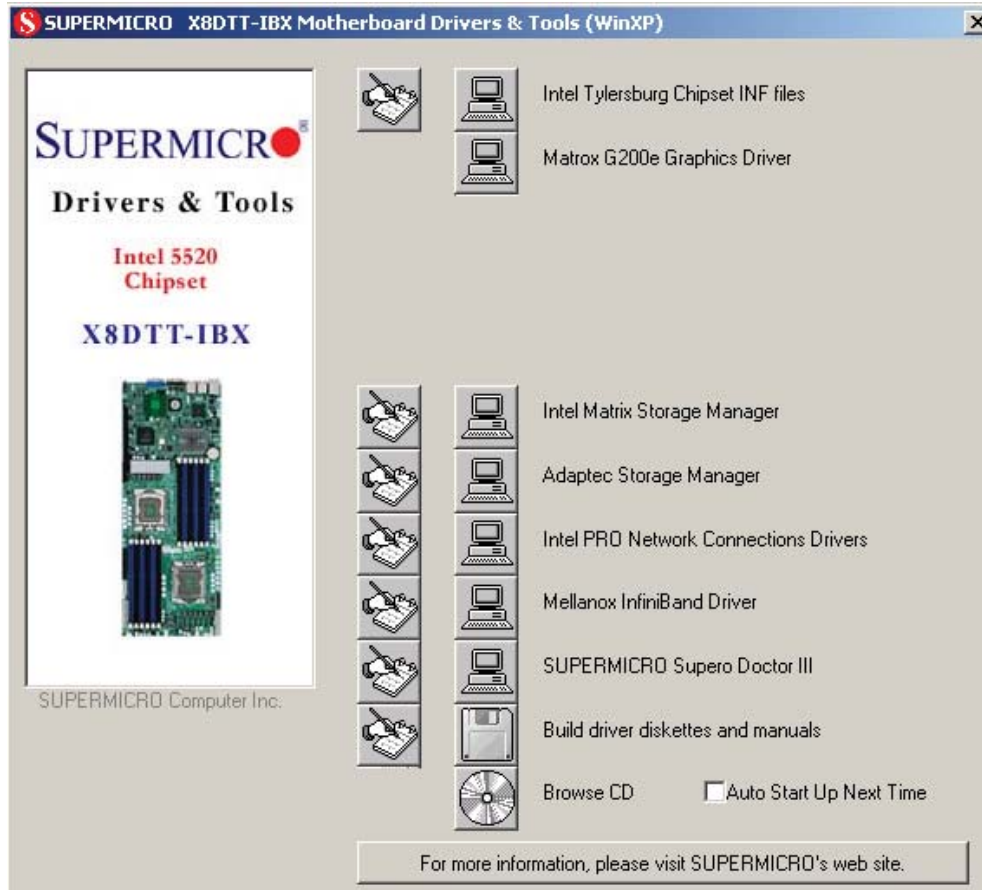 SUPERMICRO X8DTT-IBX Motherboard Drivers & Tools (WinXP)
SUPERMICRO®
Drivers & Tools
Intel 5520
Chipset
X8DTT-IBX
SUPERMICRO Computer Inc.
Intel Tylersburg Chipset INF files
Matrox G200e Graphics Driver
Intel Matrix Storage Manager
Adaptec Storage Manager
Intel PRO Network Connections Drivers
Mellanox InfiniBand Driver
SUPERMICRO Supero Doctor III
Build driver diskettes and manuals
Browse CD Auto Start Up Next Time
For more information, please visit SUPERMICRO's web site.